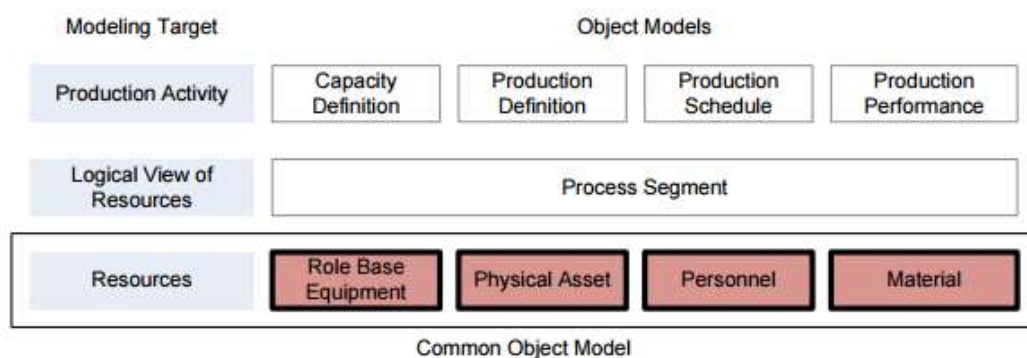 Modeling Target
Object Models
Production Activity
Capacity
Definition
Production
Definition
Production
Schedule
Production
Performance
Logical View of
Resources
Process Segment
Resources
Role Base
Equipment
Physical Asset
Personnel
Material
Common Object Model